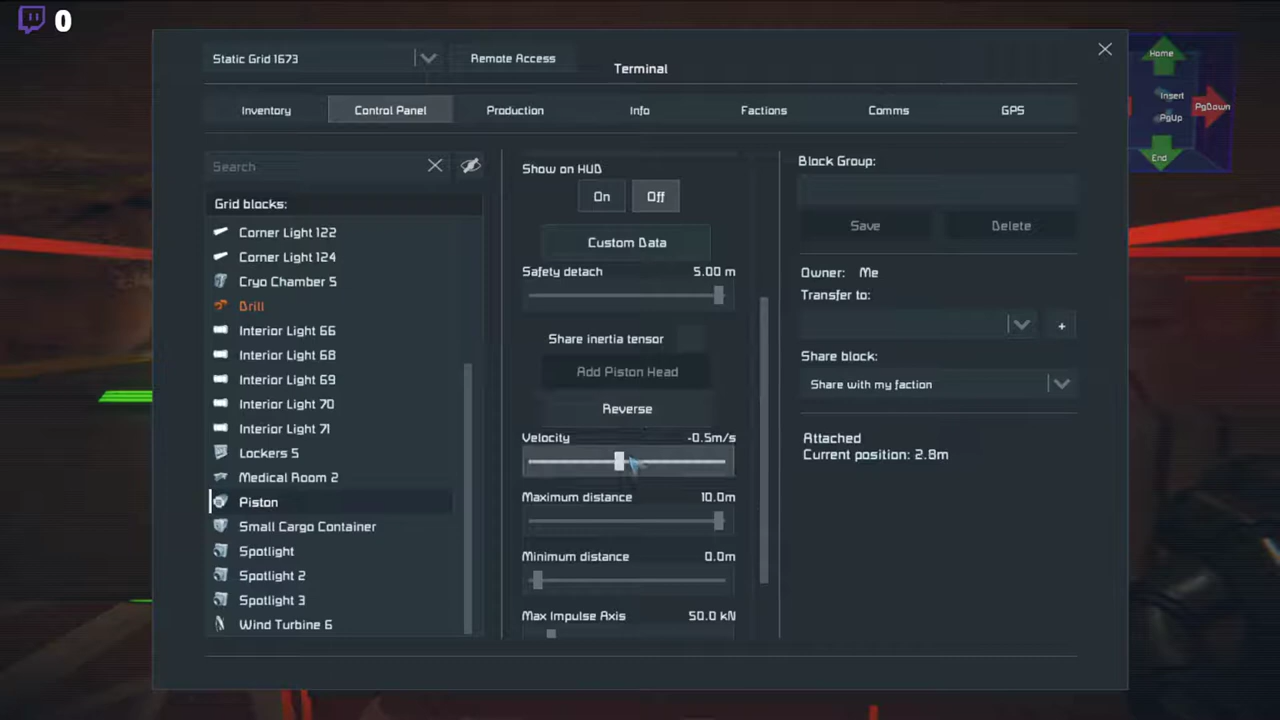 0
Static Grid 1673
Remote Access
Terminal
Inventory
Control Panel
Production
Info
Factions
Comms
GPS
Home
Insert
PgDown
PgUp
End
Search
Grid blocks:
Corner Light 122
Corner Light 124
Cryo Chamber 5
Drill
Interior Light 66
Interior Light 68
Interior Light 69
Interior Light 70
Interior Light 71
Lockers 5
Medical Room 2
Piston
Small Cargo Container
Spotlight
Spotlight 2
Spotlight 3
Wind Turbine 6
Show on HUD
On
Off
Custom Data
Safety detach 5.00 m
Share inertia tensor
Add Piston Head
Reverse
Velocity -0.5m/s
Maximum distance 10.0m
Minimum distance 0.0m
Max Impulse Axis 50.0 kN
Block Group:
Save
Delete
Owner: Me
Transfer to:
+
Share block:
Share with my faction
Attached
Current position: 2.8m